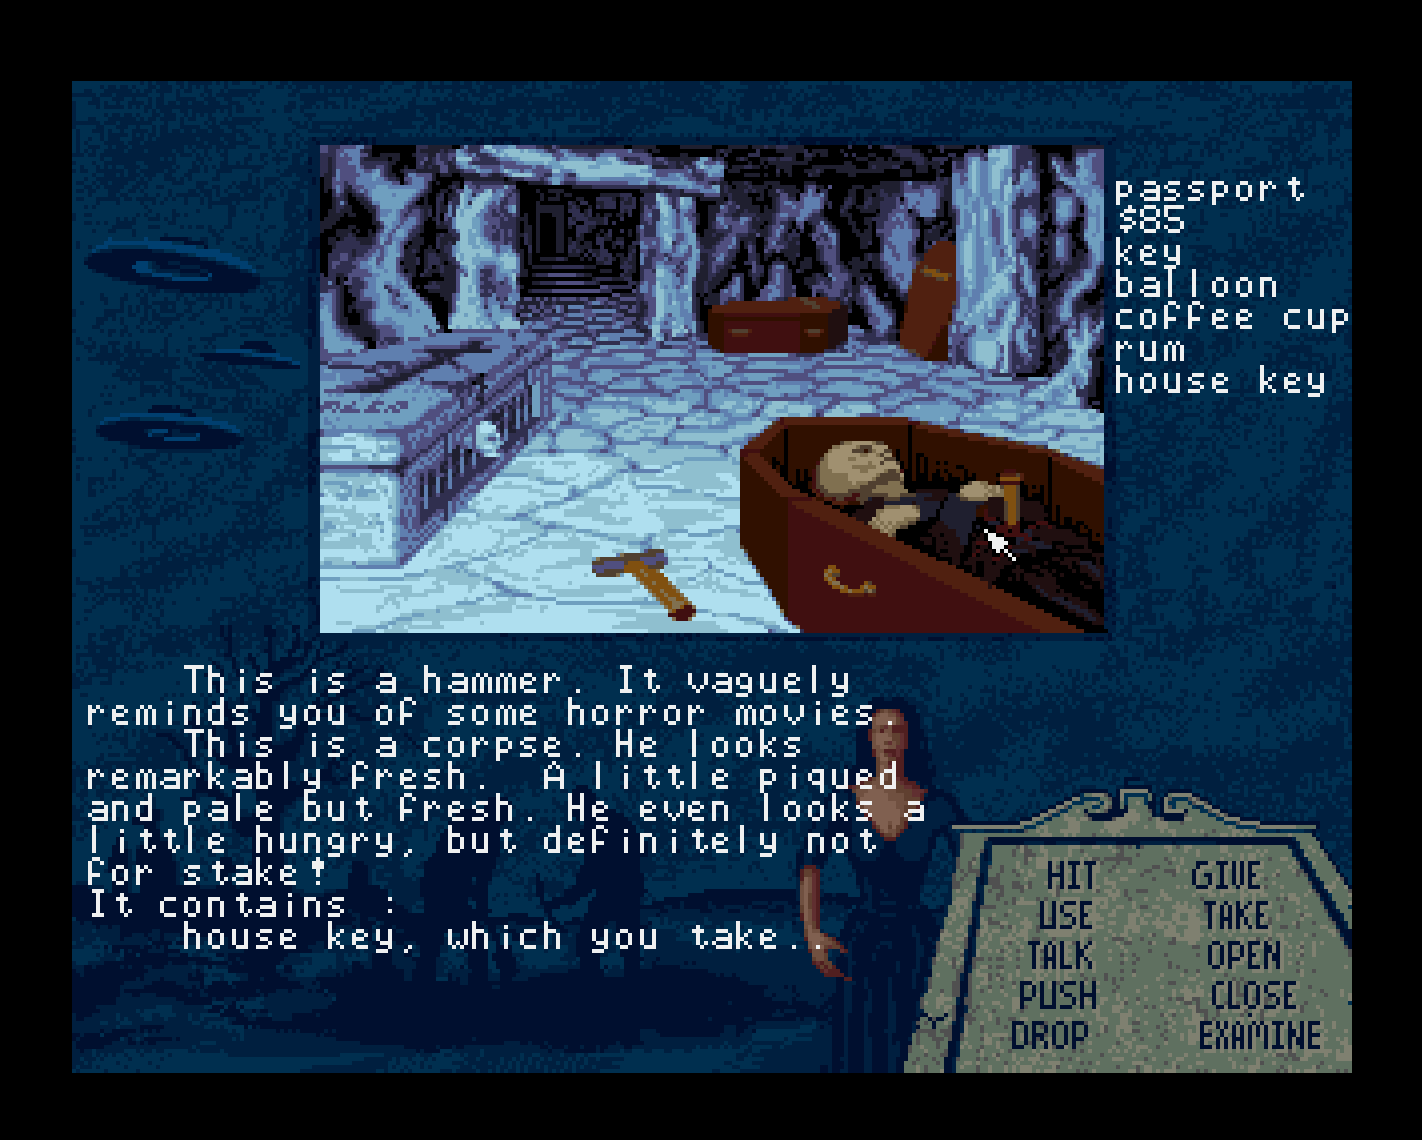 passport
$85
key
balloon
coffee cup
rum
house key
This is a hammer. It vaguely
reminds you of some horror movies.
This is a corpse. He looks
remarkably fresh. A little piqued
and pale but fresh. He even looks a
little hungry, but definitely not
for stake!
It contains :
house key, which you take..
HIT GIVE
USE TAKE
TALK OPEN
PUSH CLOSE
DROP EXAMINE